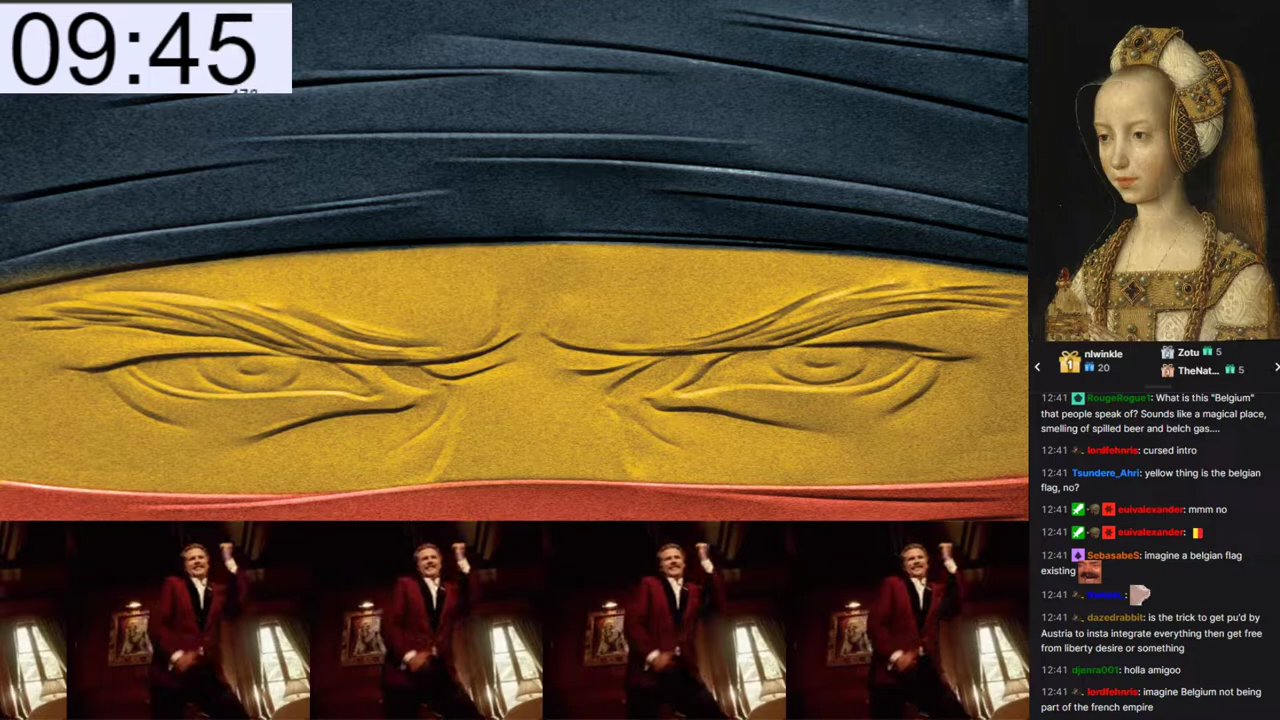 09:45
nlwinkle
20
1
Zotu 5
TheNat... 5
12:41 RougeRogue1: What is this "Belgium"
that people speak of? Sounds like a magical place,
smelling of spilled beer and belch gas....
12:41 lordfehnris: cursed intro
12:41 Tsundere_Ahri: yellow thing is the belgian
flag, no?
12:41 euivalexander: mmm no
12:41 euivalexander:
12:41 SebasabeS: imagine a belgian flag
existing
12:41 :
12:41 dazedrabbit: is the trick to get pu'd by
Austria to insta integrate everything then get free
from liberty desire or something
12:41 djenra001: holla amigoo
12:41 lordfehnris: imagine Belgium not being
part of the french empire